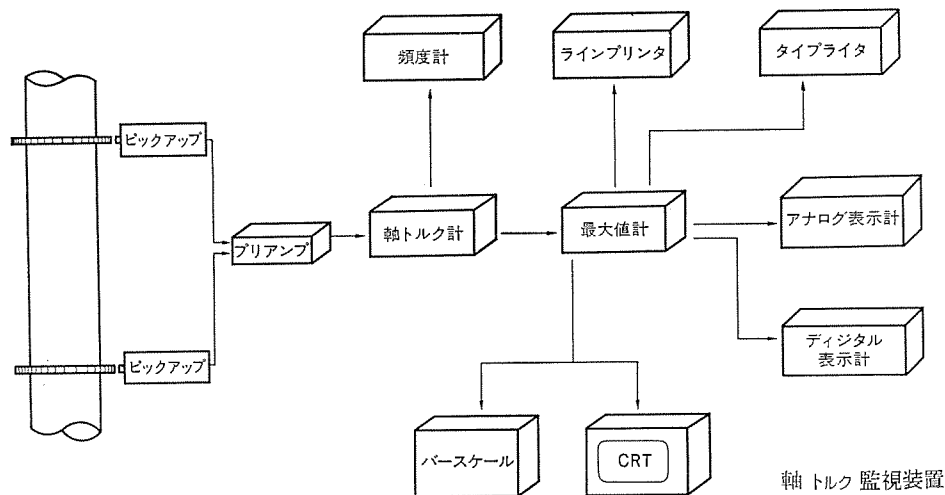 頻度計
ラインプリンタ
タイプライタ
ピックアップ
プリアンプ
軸トルク計
最大値計
アナログ表示計
ディジタル
表示計
ピックアップ
バースケール
CRT
軸トルク監視装置